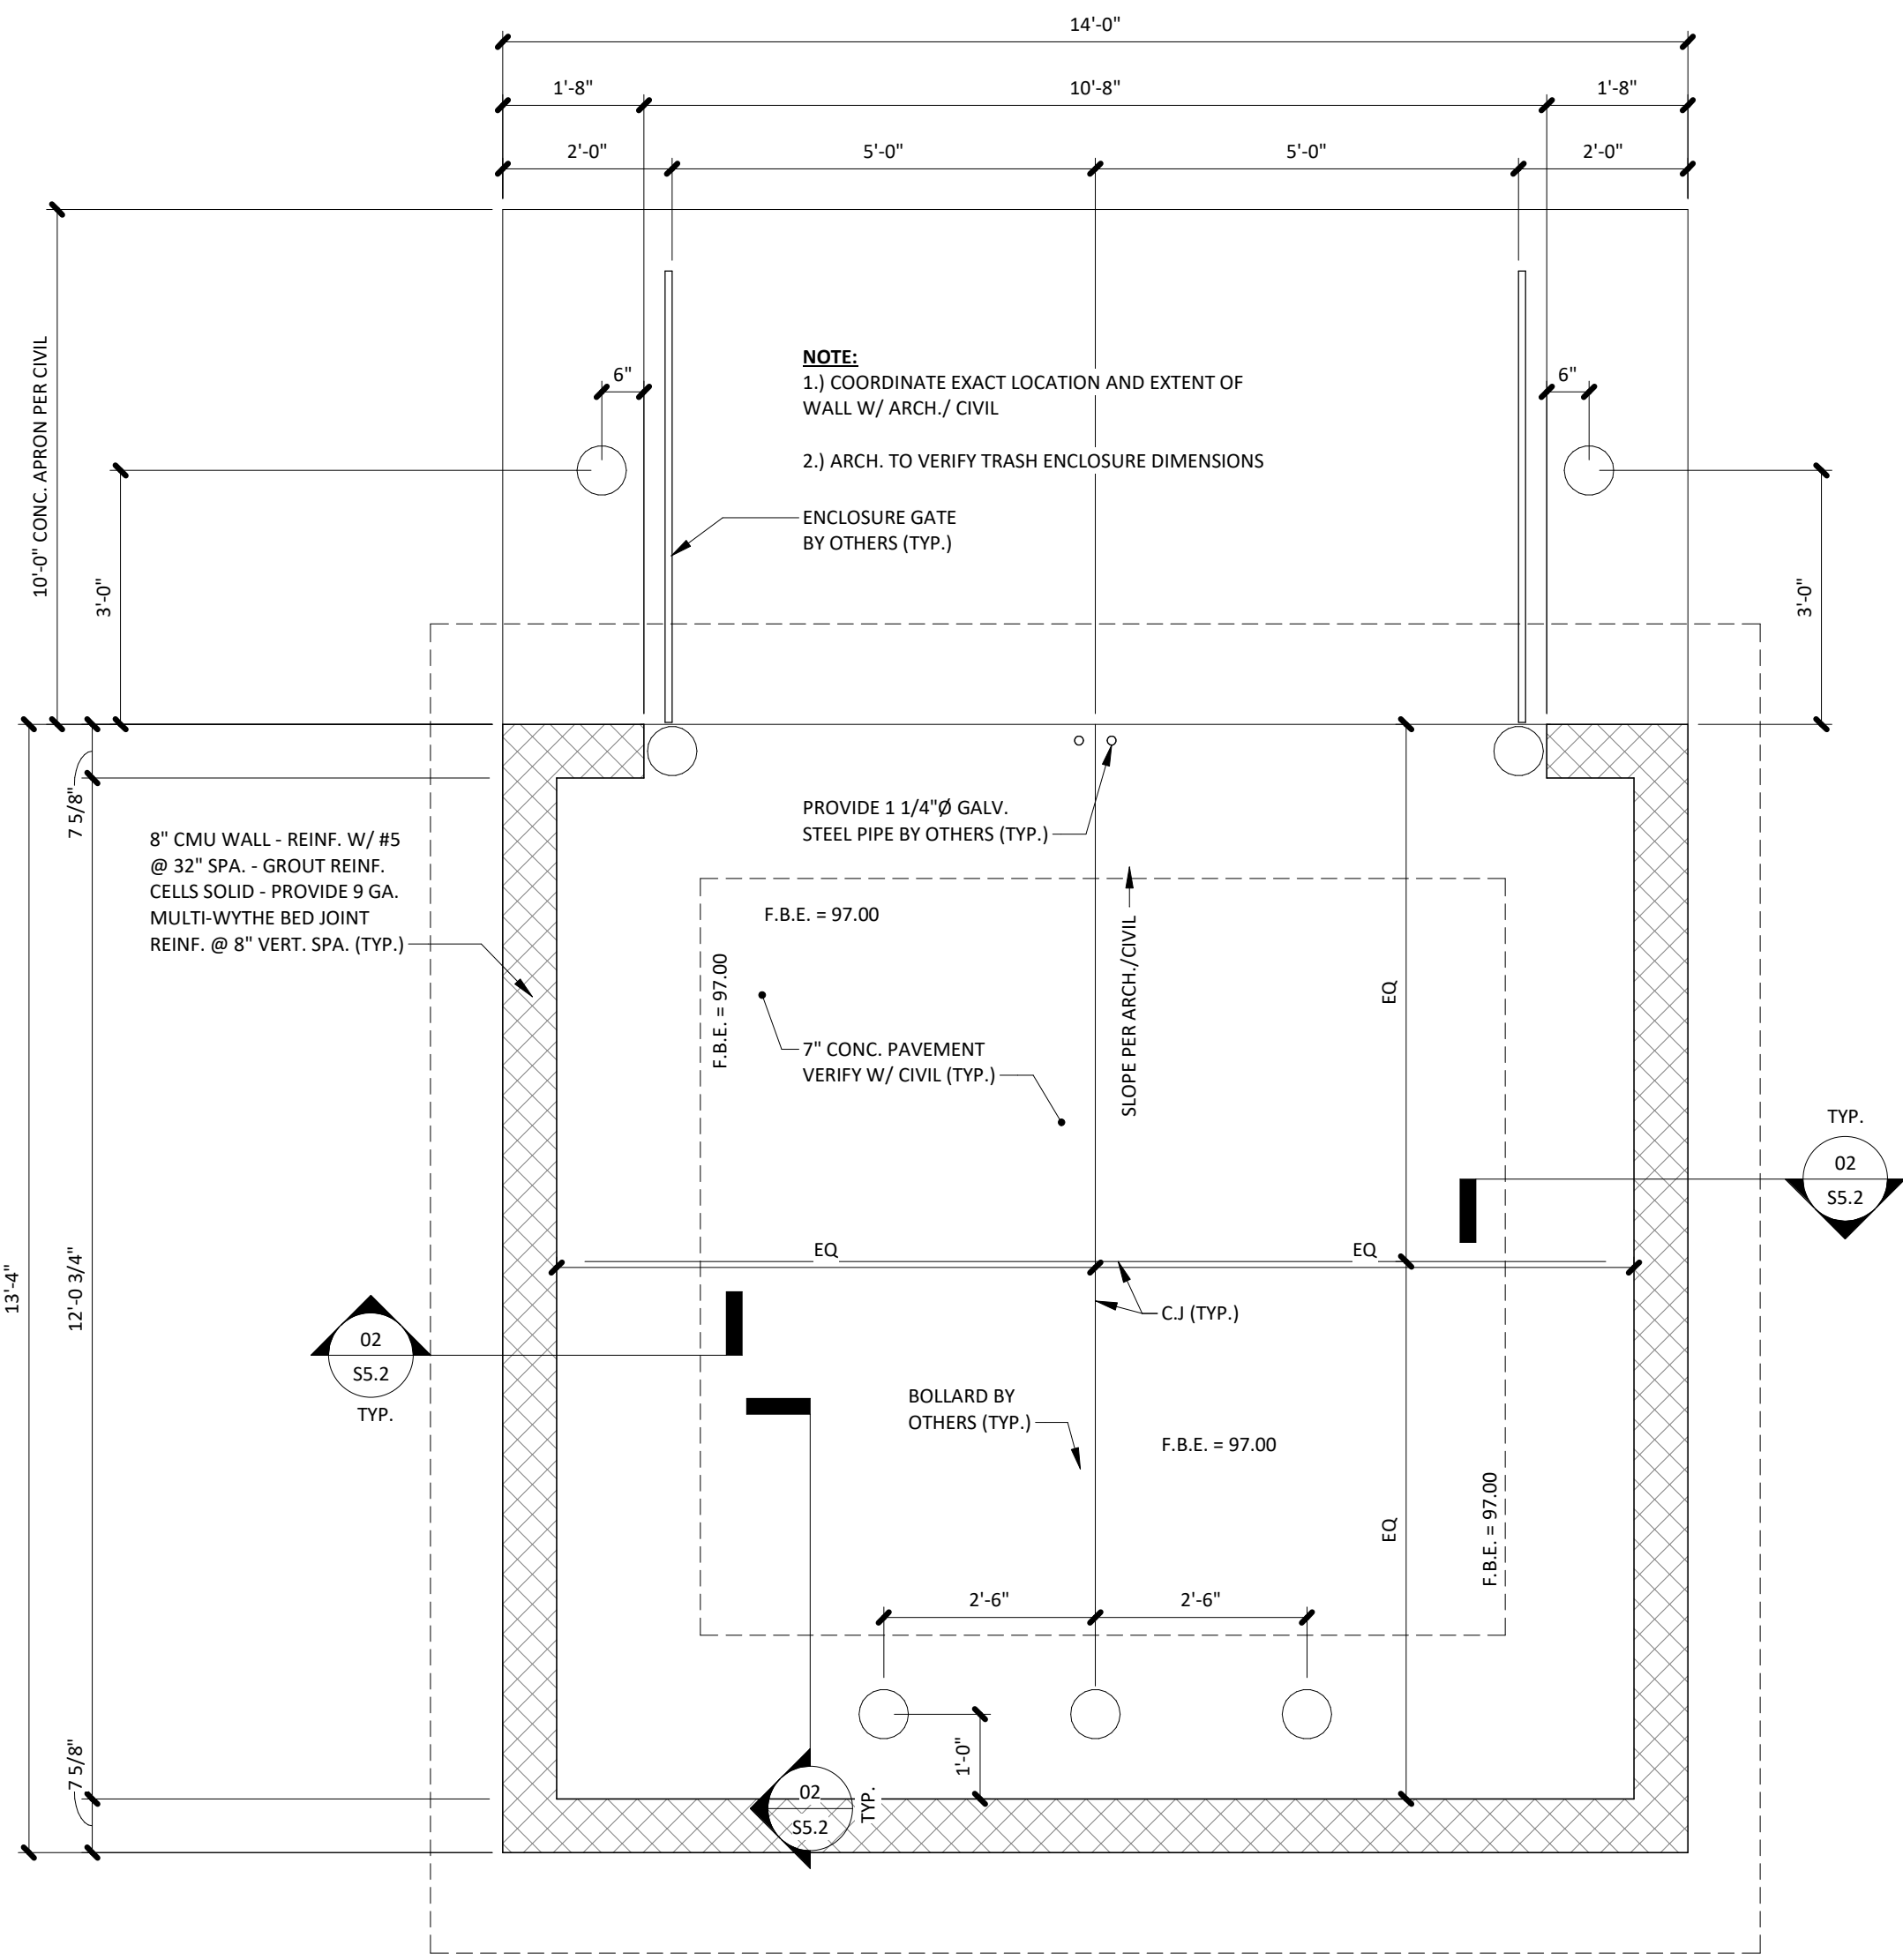 14'-0"
1'-8"
10'-8"
1'-8"
2'-0"
5'-0"
5'-0"
2'-0"
10'-0" CONC. APRON PER CIVIL
3'-0"
6"
NOTE:
1.) COORDINATE EXACT LOCATION AND EXTENT OF
WALL W/ ARCH./ CIVIL
2.) ARCH. TO VERIFY TRASH ENCLOSURE DIMENSIONS
6"
ENCLOSURE GATE
BY OTHERS (TYP.)
3'-0"
7 5/8"
8" CMU WALL - REINF. W/ #5
@ 32" SPA. - GROUT REINF.
CELLS SOLID - PROVIDE 9 GA.
MULTI-WYTHE BED JOINT
REINF. @ 8" VERT. SPA. (TYP.)
PROVIDE 1 1/4"Ø GALV.
STEEL PIPE BY OTHERS (TYP.)
F.B.E. = 97.00
F.B.E. = 97.00
SLOPE PER ARCH./CIVIL
EQ
7" CONC. PAVEMENT
VERIFY W/ CIVIL (TYP.)
TYP.
02
S5.2
13'-4"
12'-0 3/4"
EQ
EQ
C.J (TYP.)
02
S5.2
TYP.
BOLLARD BY
OTHERS (TYP.)
F.B.E. = 97.00
F.B.E. = 97.00
EQ
2'-6"
2'-6"
1'-0"
7 5/8"
02
S5.2
TYP.